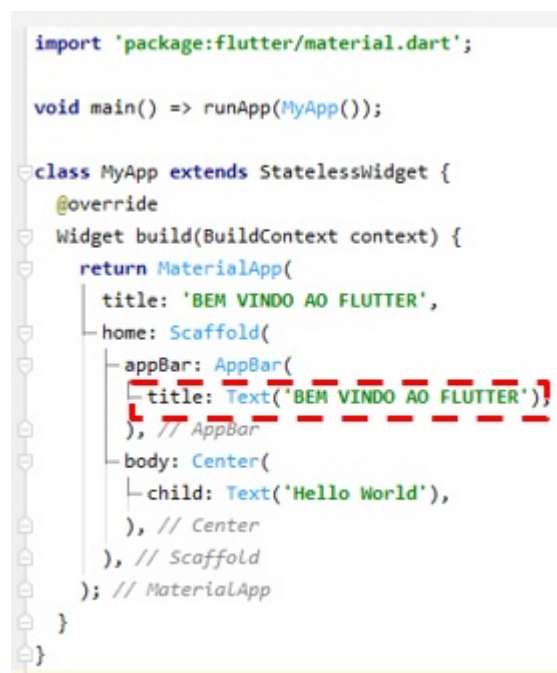 import 'package:flutter/material.dart';
void main() => runApp(MyApp());
class MyApp extends StatelessWidget {
@override
Widget build(BuildContext context) {
return MaterialApp(
title: 'BEM VINDO AO FLUTTER',
home: Scaffold(
appBar: AppBar(
title: Text('BEM VINDO AO FLUTTER'),
), // AppBar
body: Center(
child: Text('Hello World'),
), // Center
), // Scaffold
); // MaterialApp
}
}